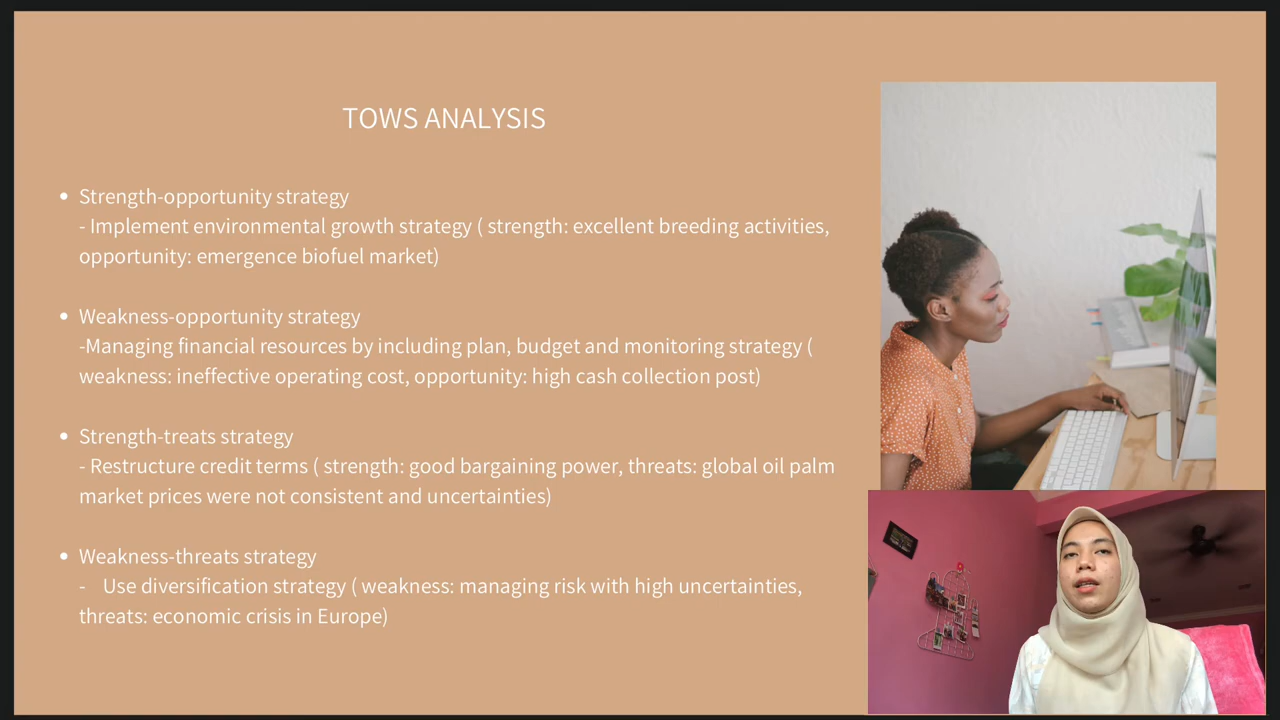 TOWS ANALYSIS
• Strength-opportunity strategy
- Implement environmental growth strategy ( strength: excellent breeding activities,
opportunity: emergence biofuel market)
• Weakness-opportunity strategy
-Managing financial resources by including plan, budget and monitoring strategy (
weakness: ineffective operating cost, opportunity: high cash collection post)
• Strength-treats strategy
- Restructure credit terms ( strength: good bargaining power, threats: global oil palm
market prices were not consistent and uncertainties)
• Weakness-threats strategy
- Use diversification strategy ( weakness: managing risk with high uncertainties,
threats: economic crisis in Europe)